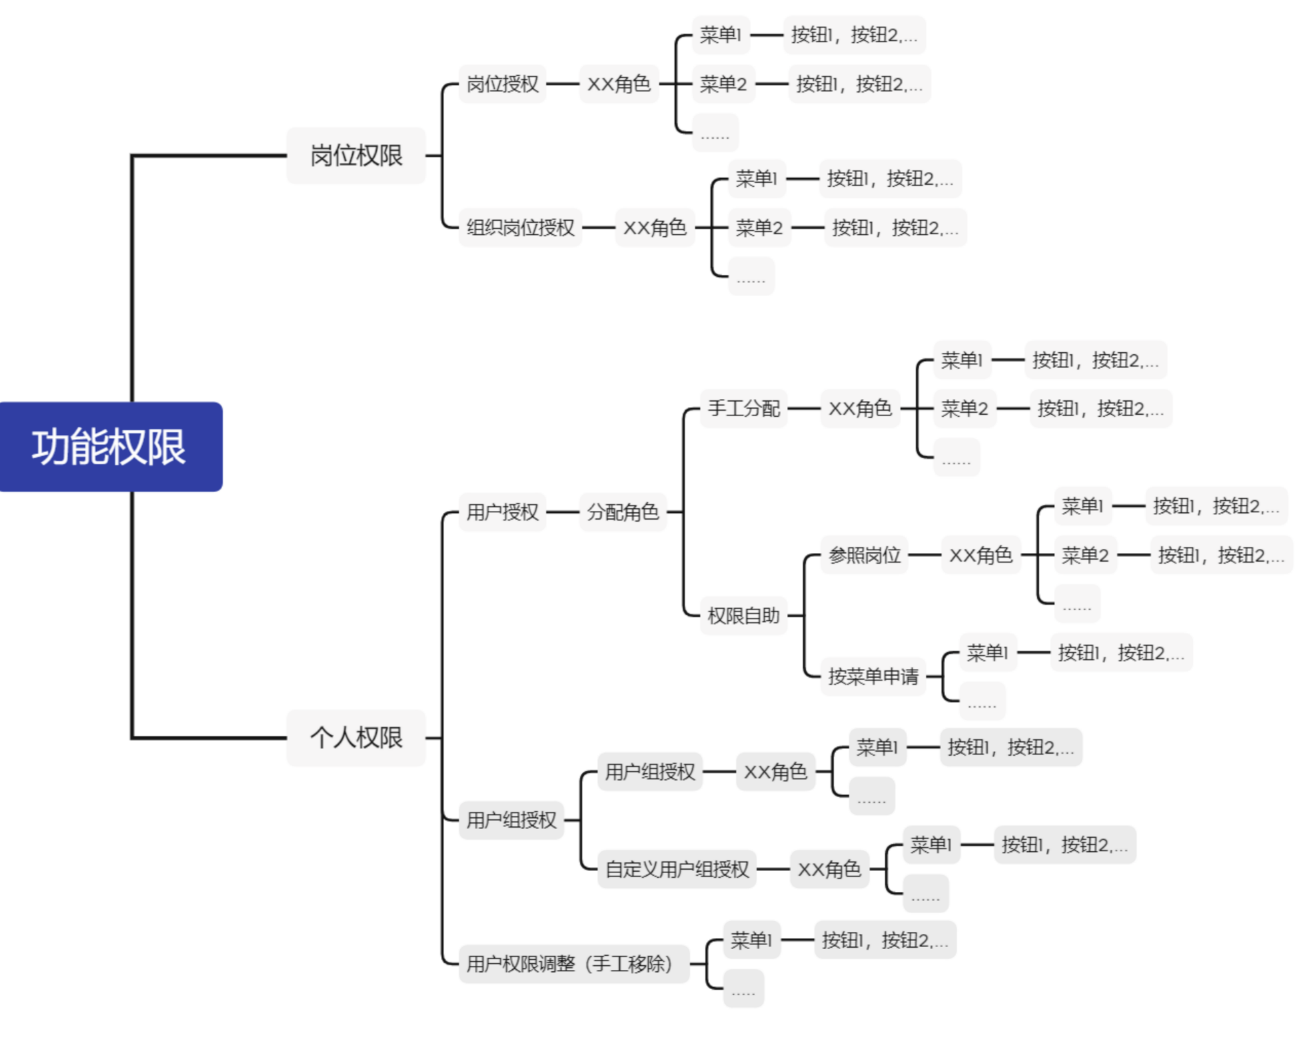 功能权限
岗位权限
岗位授权
XX角色
菜单1
按钮1，按钮2,...
菜单2
按钮1，按钮2,...
......
组织岗位授权
XX角色
菜单1
按钮1，按钮2,...
菜单2
按钮1，按钮2,...
......
个人权限
用户授权
分配角色
手工分配
XX角色
菜单1
按钮1，按钮2,...
菜单2
按钮1，按钮2,...
......
权限自助
参照岗位
XX角色
菜单1
按钮1，按钮2,...
菜单2
按钮1，按钮2,...
......
按菜单申请
菜单1
按钮1，按钮2,...
......
用户组授权
用户组授权
XX角色
菜单1
按钮1，按钮2,...
......
自定义用户组授权
XX角色
菜单1
按钮1，按钮2,...
......
用户权限调整（手工移除）
菜单1
按钮1，按钮2,...
.....